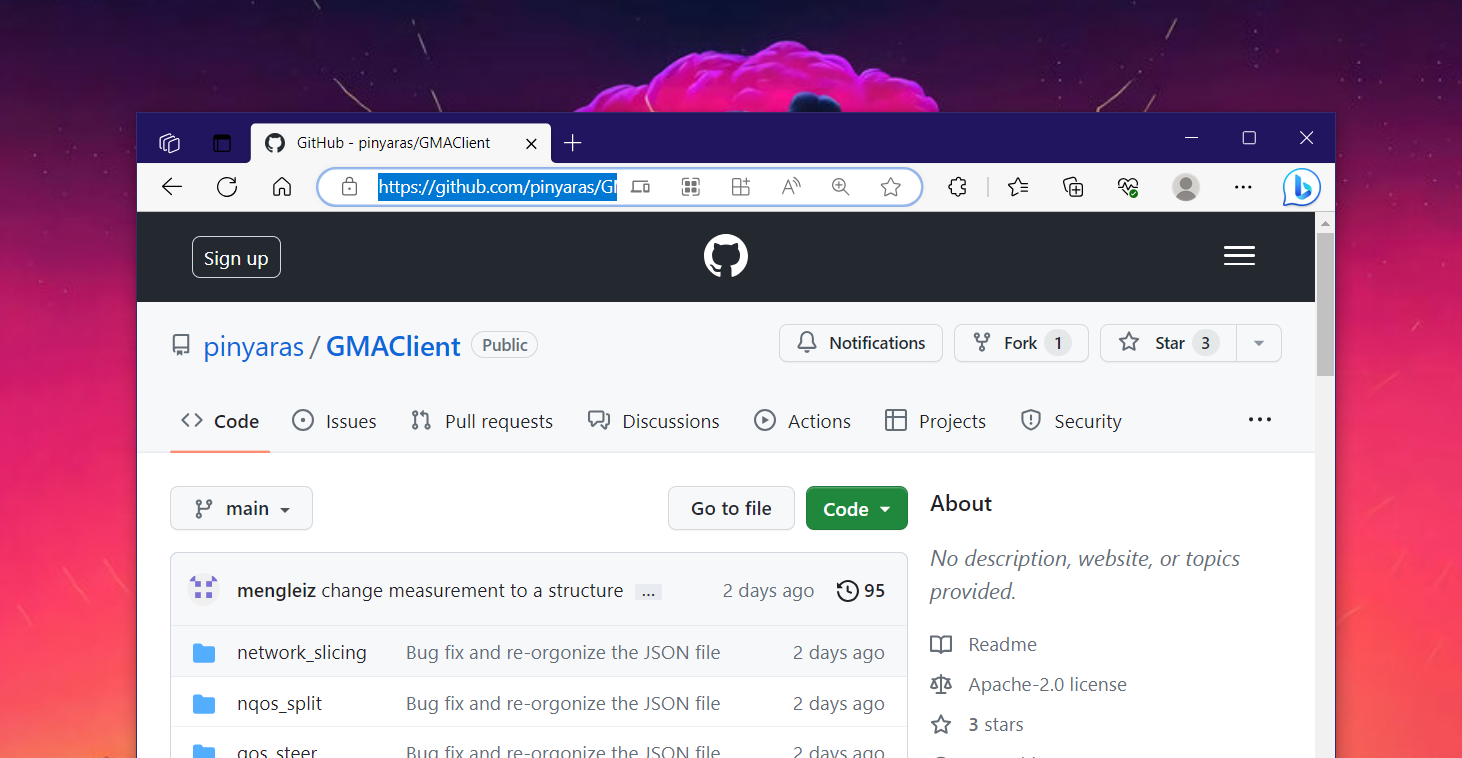 GitHub - pinyaras/GMAClient
https://github.com/pinyaras/G
Sign up
pinyaras / GMAClient Public
Notifications Fork 1 Star 3
Code Issues Pull requests Discussions Actions Projects Security
main Go to file Code
About
No description, website, or topics
provided.
mengleiz change measurement to a structure ... 2 days ago 95
network_slicing Bug fix and re-orgonize the JSON file 2 days ago
nqos_split Bug fix and re-orgonize the JSON file 2 days ago
qos_steer Bug fix and re-orgonize the JSON file 2 days ago
Readme
Apache-2.0 license
3 stars